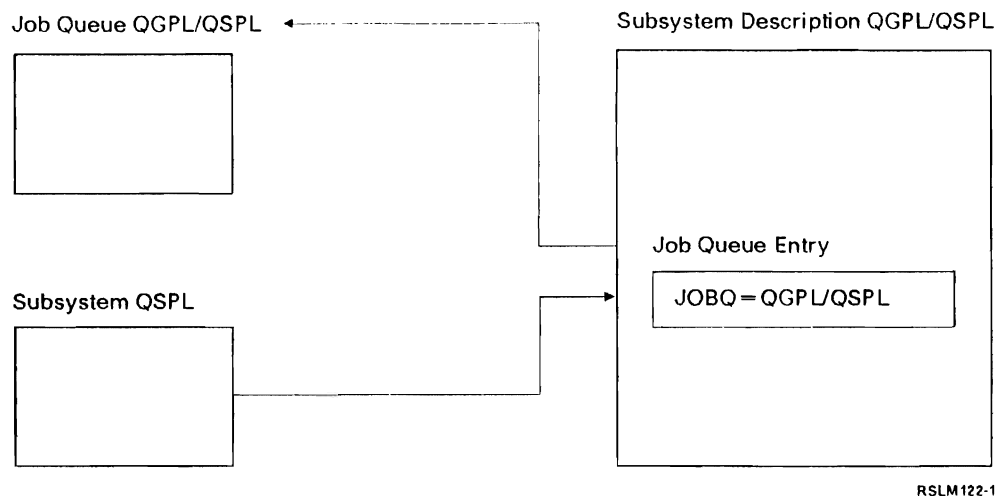 Job Queue QGPL/QSPL
Subsystem Description QGPL/QSPL
Job Queue Entry
JOBQ=QGPL/QSPL
Subsystem QSPL
RSLM122-1